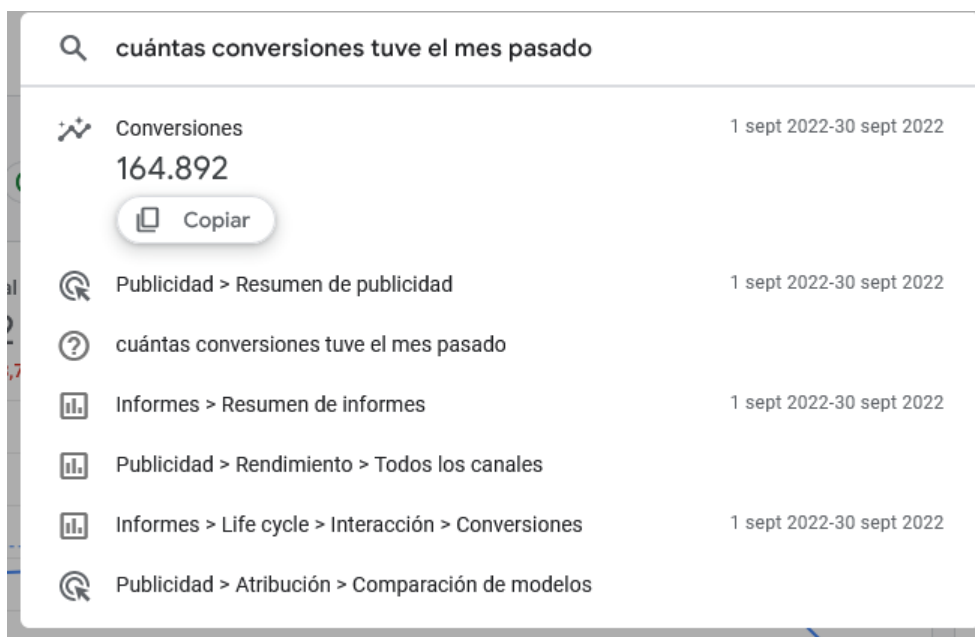 cuántas conversiones tuve el mes pasado
Conversiones 1 sept 2022-30 sept 2022
164.892
Copiar
Publicidad > Resumen de publicidad 1 sept 2022-30 sept 2022
cuántas conversiones tuve el mes pasado
Informes > Resumen de informes 1 sept 2022-30 sept 2022
Publicidad > Rendimiento > Todos los canales
Informes > Life cycle > Interacción > Conversiones 1 sept 2022-30 sept 2022
Publicidad > Atribución > Comparación de modelos